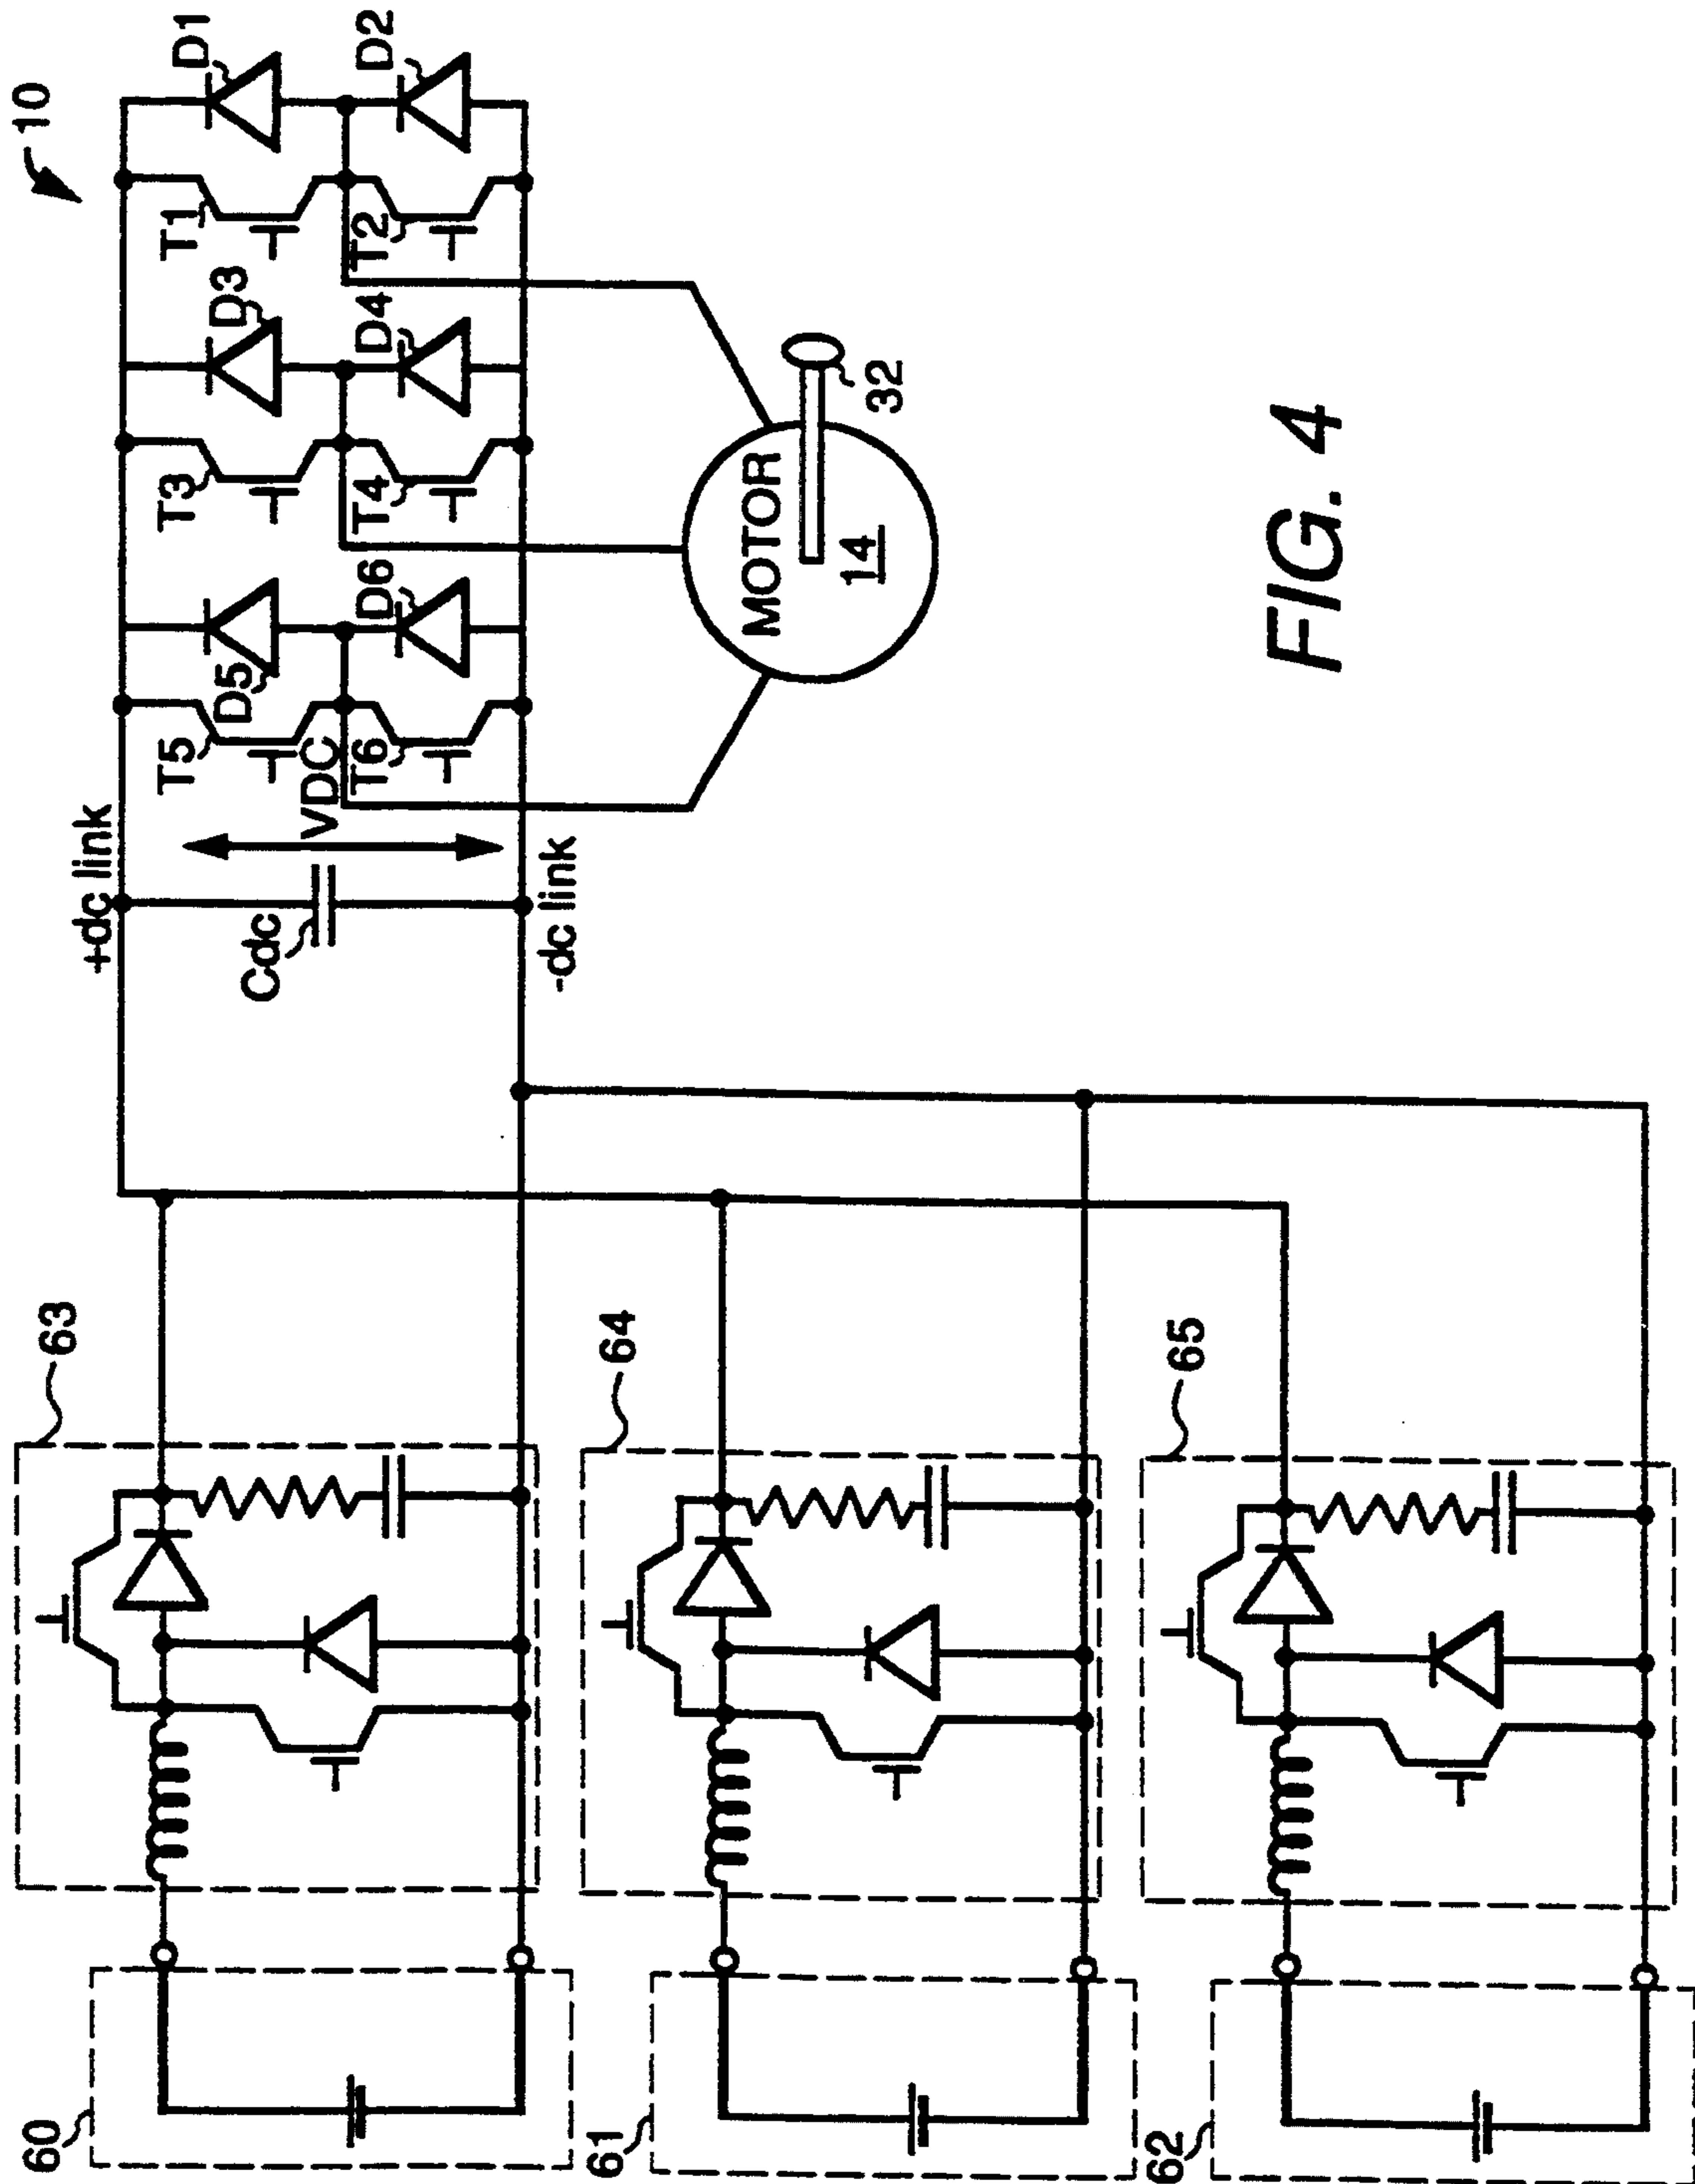 10
D1
D2
T1
T2
D3
D4
T3
T4
D5
D6
T5
T6
VDC
+dc link
Cdc
-dc link
MOTOR
14
32
63
64
65
60
61
62
FIG. 4